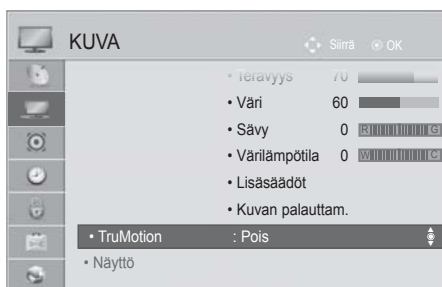 KUVA
Siirrä OK
• Terävyys 70
• Väri 60
• Sävy 0 R G
• Värilämpötila 0 W C
• Lisäsäädöt
• Kuvan palauttam.
• TruMotion : Pois
• Näyttö